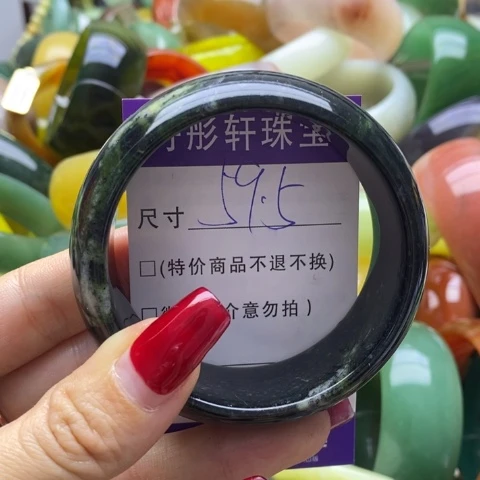 彤轩珠宝
尺寸 59.5
□(特价商品不退不换)
□ 介意勿拍)